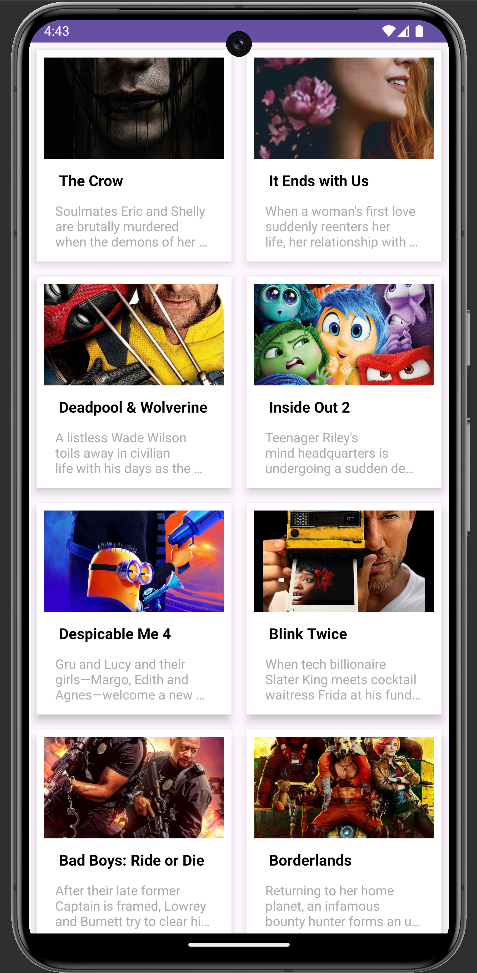 4:43
The Crow
Soulmates Eric and Shelly
are brutally murdered
when the demons of her ...
It Ends with Us
When a woman's first love
suddenly reenters her
life, her relationship with ...
Deadpool & Wolverine
A listless Wade Wilson
toils away in civilian
life with his days as the ...
Inside Out 2
Teenager Riley's
mind headquarters is
undergoing a sudden de...
Despicable Me 4
Gru and Lucy and their
girls—Margo, Edith and
Agnes—welcome a new ...
Blink Twice
When tech billionaire
Slater King meets cocktail
waitress Frida at his fund...
Bad Boys: Ride or Die
After their late former
Captain is framed, Lowrey
and Burnett try to clear hi...
Borderlands
Returning to her home
planet, an infamous
bounty hunter forms an u...